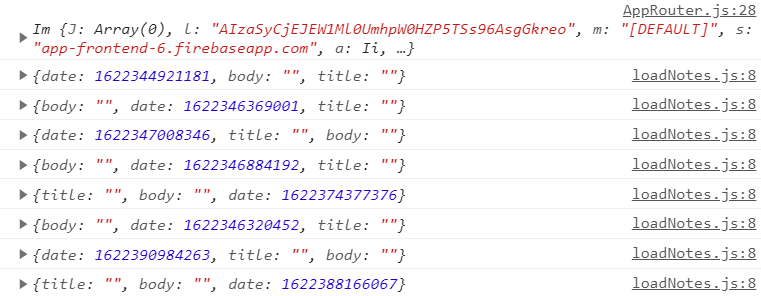 AppRouter.js:28
▶ Im {J: Array(0), l: "AIzaSyCjEJEW1Ml0UmhpW0HZP5TSs96AsgGkreo", m: "[DEFAULT]", s:
"app-frontend-6.firebaseapp.com", a: Ii, …}
▶ {date: 1622344921181, body: "", title: ""} loadNotes.js:8
▶ {body: "", date: 1622346369001, title: ""} loadNotes.js:8
▶ {date: 1622347008346, title: "", body: ""} loadNotes.js:8
▶ {body: "", date: 1622346884192, title: ""} loadNotes.js:8
▶ {title: "", body: "", date: 1622374377376} loadNotes.js:8
▶ {body: "", date: 1622346320452, title: ""} loadNotes.js:8
▶ {date: 1622390984263, title: "", body: ""} loadNotes.js:8
▶ {title: "", body: "", date: 1622388166067} loadNotes.js:8